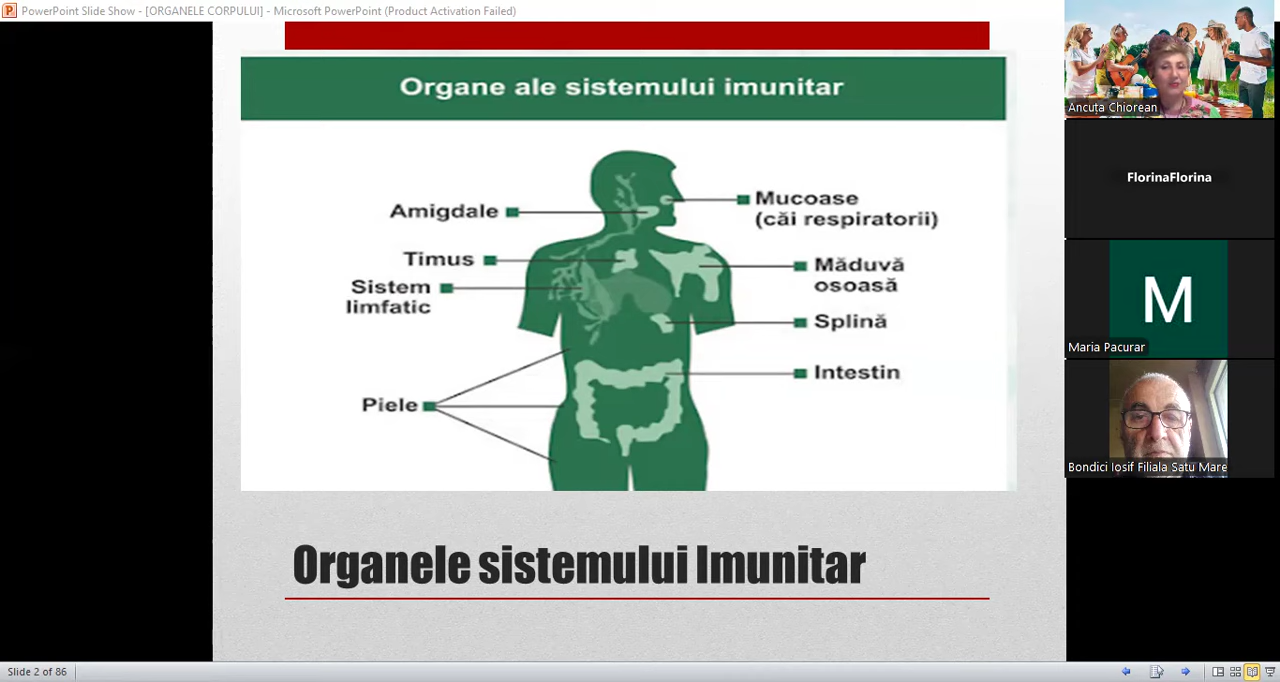 PowerPoint Slide Show - [ORGANELE CORPULUI] - Microsoft PowerPoint (Product Activation Failed)
Organe ale sistemului imunitar
Amigdale
Mucoase
(căi respiratorii)
Timus
Măduvă
osoasă
Sistem
limfatic
Splină
Intestin
Piele
Organele sistemului Imunitar
Ancuța Chiorean
FlorinaFlorina
M
Maria Pacurar
Bondici Iosif Filiala Satu Mare
Slide 2 of 86